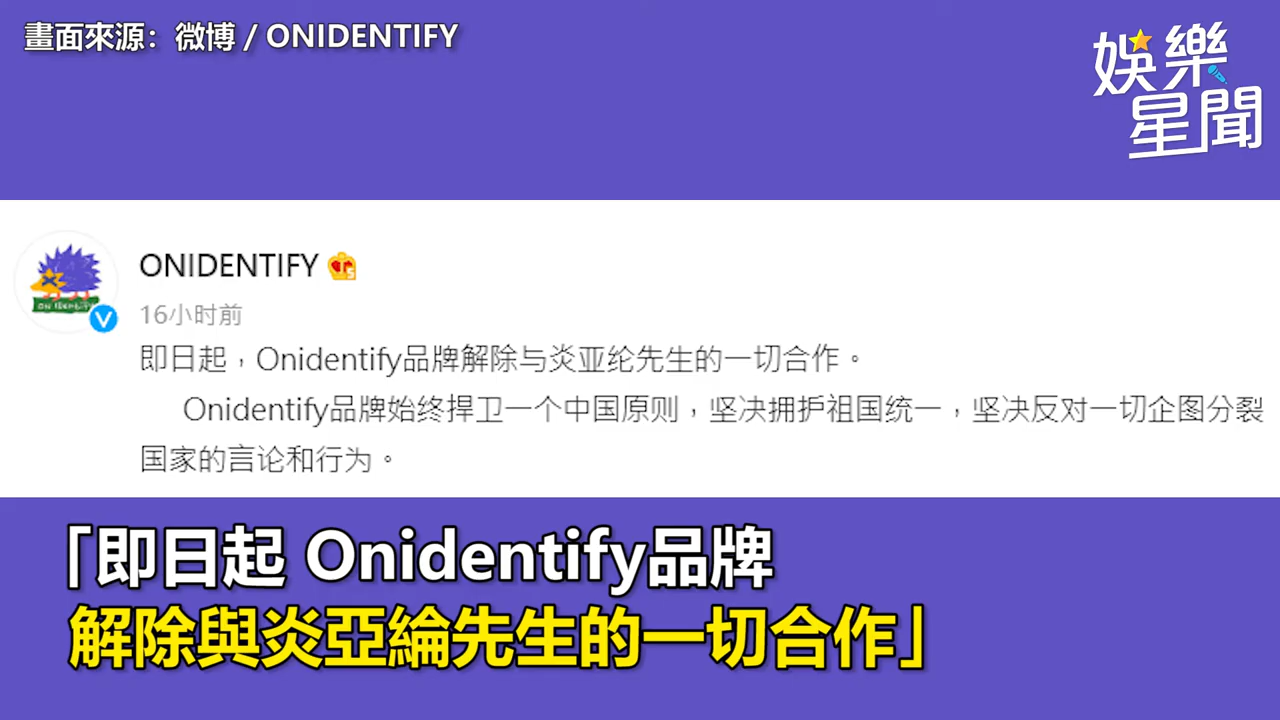 畫面來源：微博 / ONIDENTIFY
娛樂
星聞
ONIDENTIFY
16小时前
即日起，Onidentify品牌解除与炎亚纶先生的一切合作。
Onidentify品牌始终捍卫一个中国原则，坚决拥护祖国统一，坚决反对一切企图分裂
国家的言论和行为。
「即日起 Onidentify品牌
解除與炎亞綸先生的一切合作」